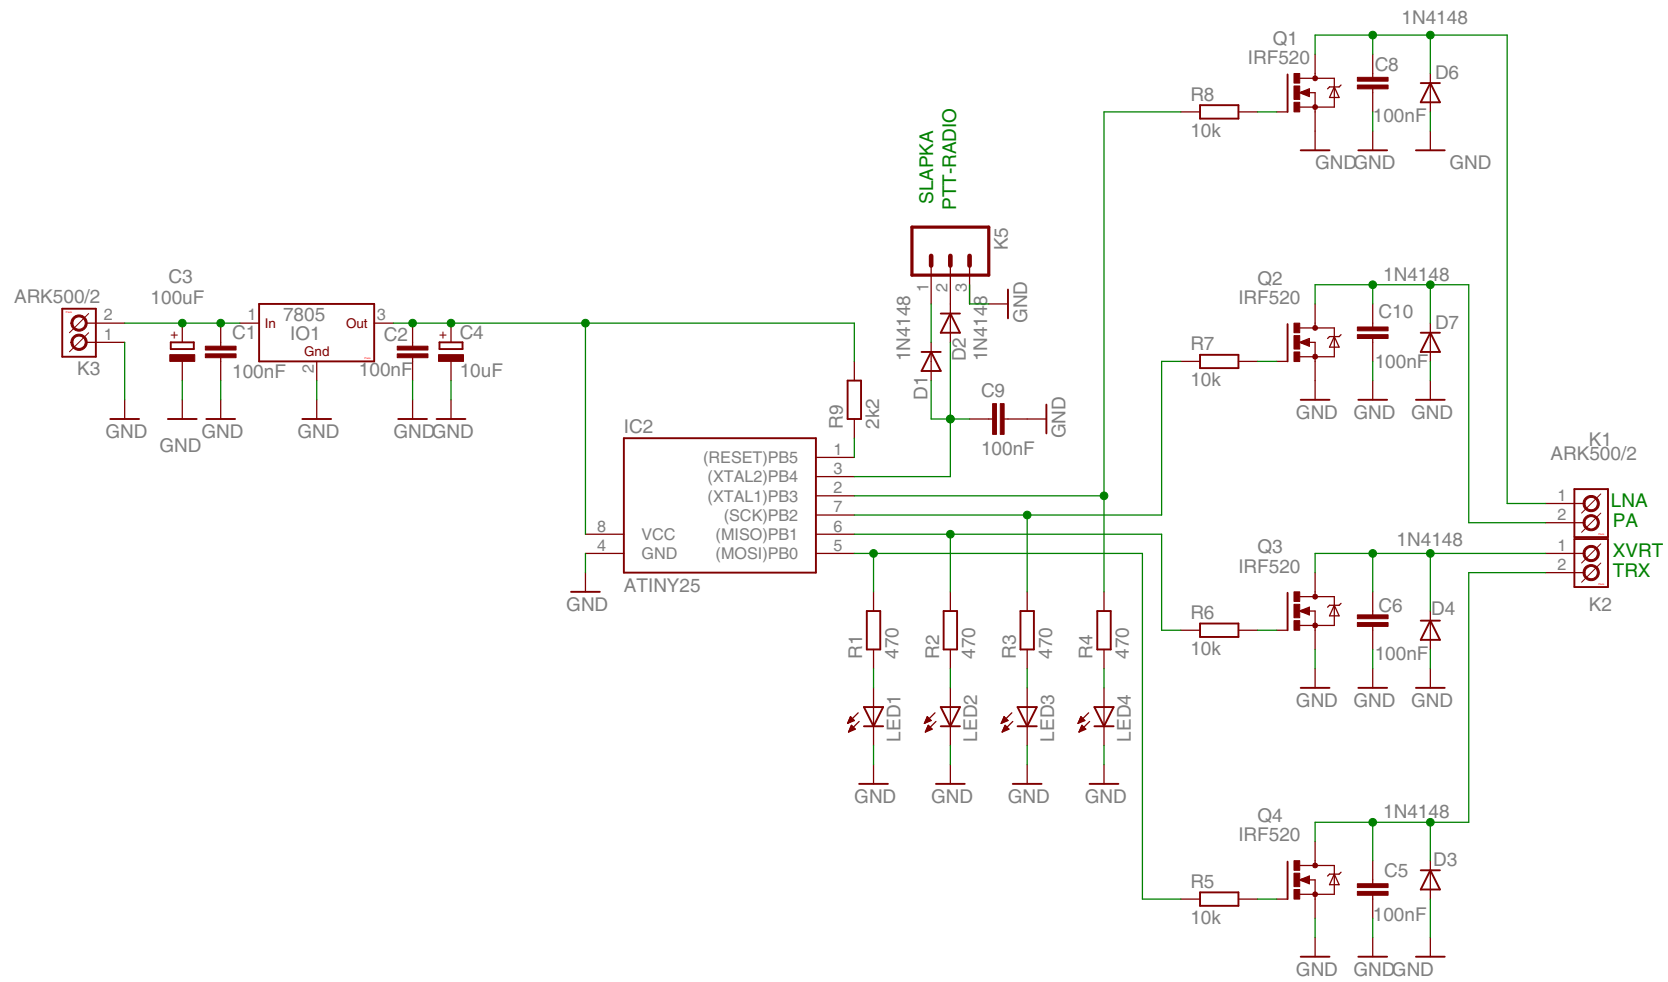 ARK500/2
2
1
K3
C3
100uF
+
C1
100nF
1
In
7805
IO1
Out
3
Gnd
2
C2
100nF
+
C4
10uF
GND
GND
GND
GND
GND
GND
SLAPKA
PTT-RADIO
K5
1
2
3
GND
1N4148
D1
D2
1N4148
C9
100nF
GND
R9
2k2
IC2
(RESET)PB5
1
(XTAL2)PB4
3
(XTAL1)PB3
2
(SCK)PB2
7
(MISO)PB1
6
(MOSI)PB0
5
8
VCC
4
GND
ATINY25
GND
R1
470
R2
470
R3
470
R4
470
LED1
LED2
LED3
LED4
GND
GND
GND
GND
1N4148
Q1
IRF520
C8
100nF
D6
R8
10k
GND
GND
GND
1N4148
Q2
IRF520
C10
100nF
D7
R7
10k
GND
GND
GND
K1
ARK500/2
1
LNA
2
PA
1
XVRT
2
TRX
K2
1N4148
Q3
IRF520
C6
100nF
D4
R6
10k
GND
GND
GND
1N4148
Q4
IRF520
C5
100nF
D3
R5
10k
GND
GND
GND